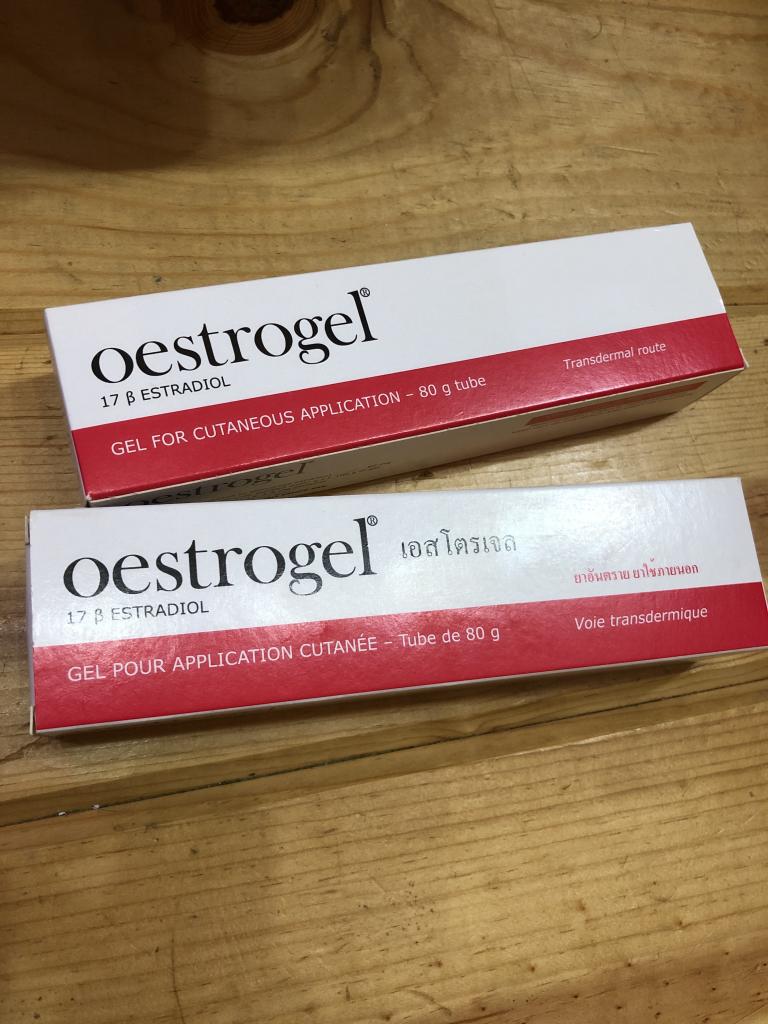 oestrogel®
17 β ESTRADIOL
GEL FOR CUTANEOUS APPLICATION – 80 g tube
Transdermal route
oestrogel
oestrogel® เอสโตรเจล
17 β ESTRADIOL
ยาอันตราย ยาใช้ภายนอก
GEL POUR APPLICATION CUTANÉE – Tube de 80 g
Voie transdermique